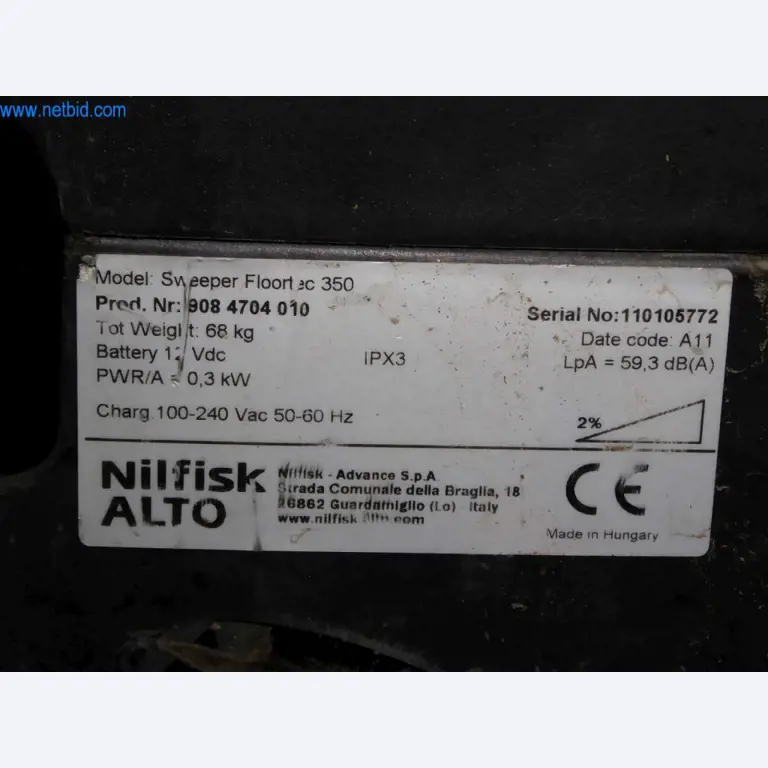 www.netbid.com
Model: Sweeper Floortec 350
Prod. Nr: 908 4704 010
Serial No:110105772
Tot Weight: 68 kg
Date code: A11
Battery 12 Vdc
IPX3
LpA = 59,3 dB(A)
PWR/A = 0,3 kW
Charg.100-240 Vac 50-60 Hz
2%
Nilfisk
ALTO
Nilfisk - Advance S.p.A
Strada Comunale della Braglia, 18
26862 Guardamiglio (Lo) - Italy
www.nilfisk-alto.com
CE
Made in Hungary